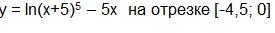 y = ln(x+5)⁵ – 5x на отрезке [-4,5; 0]